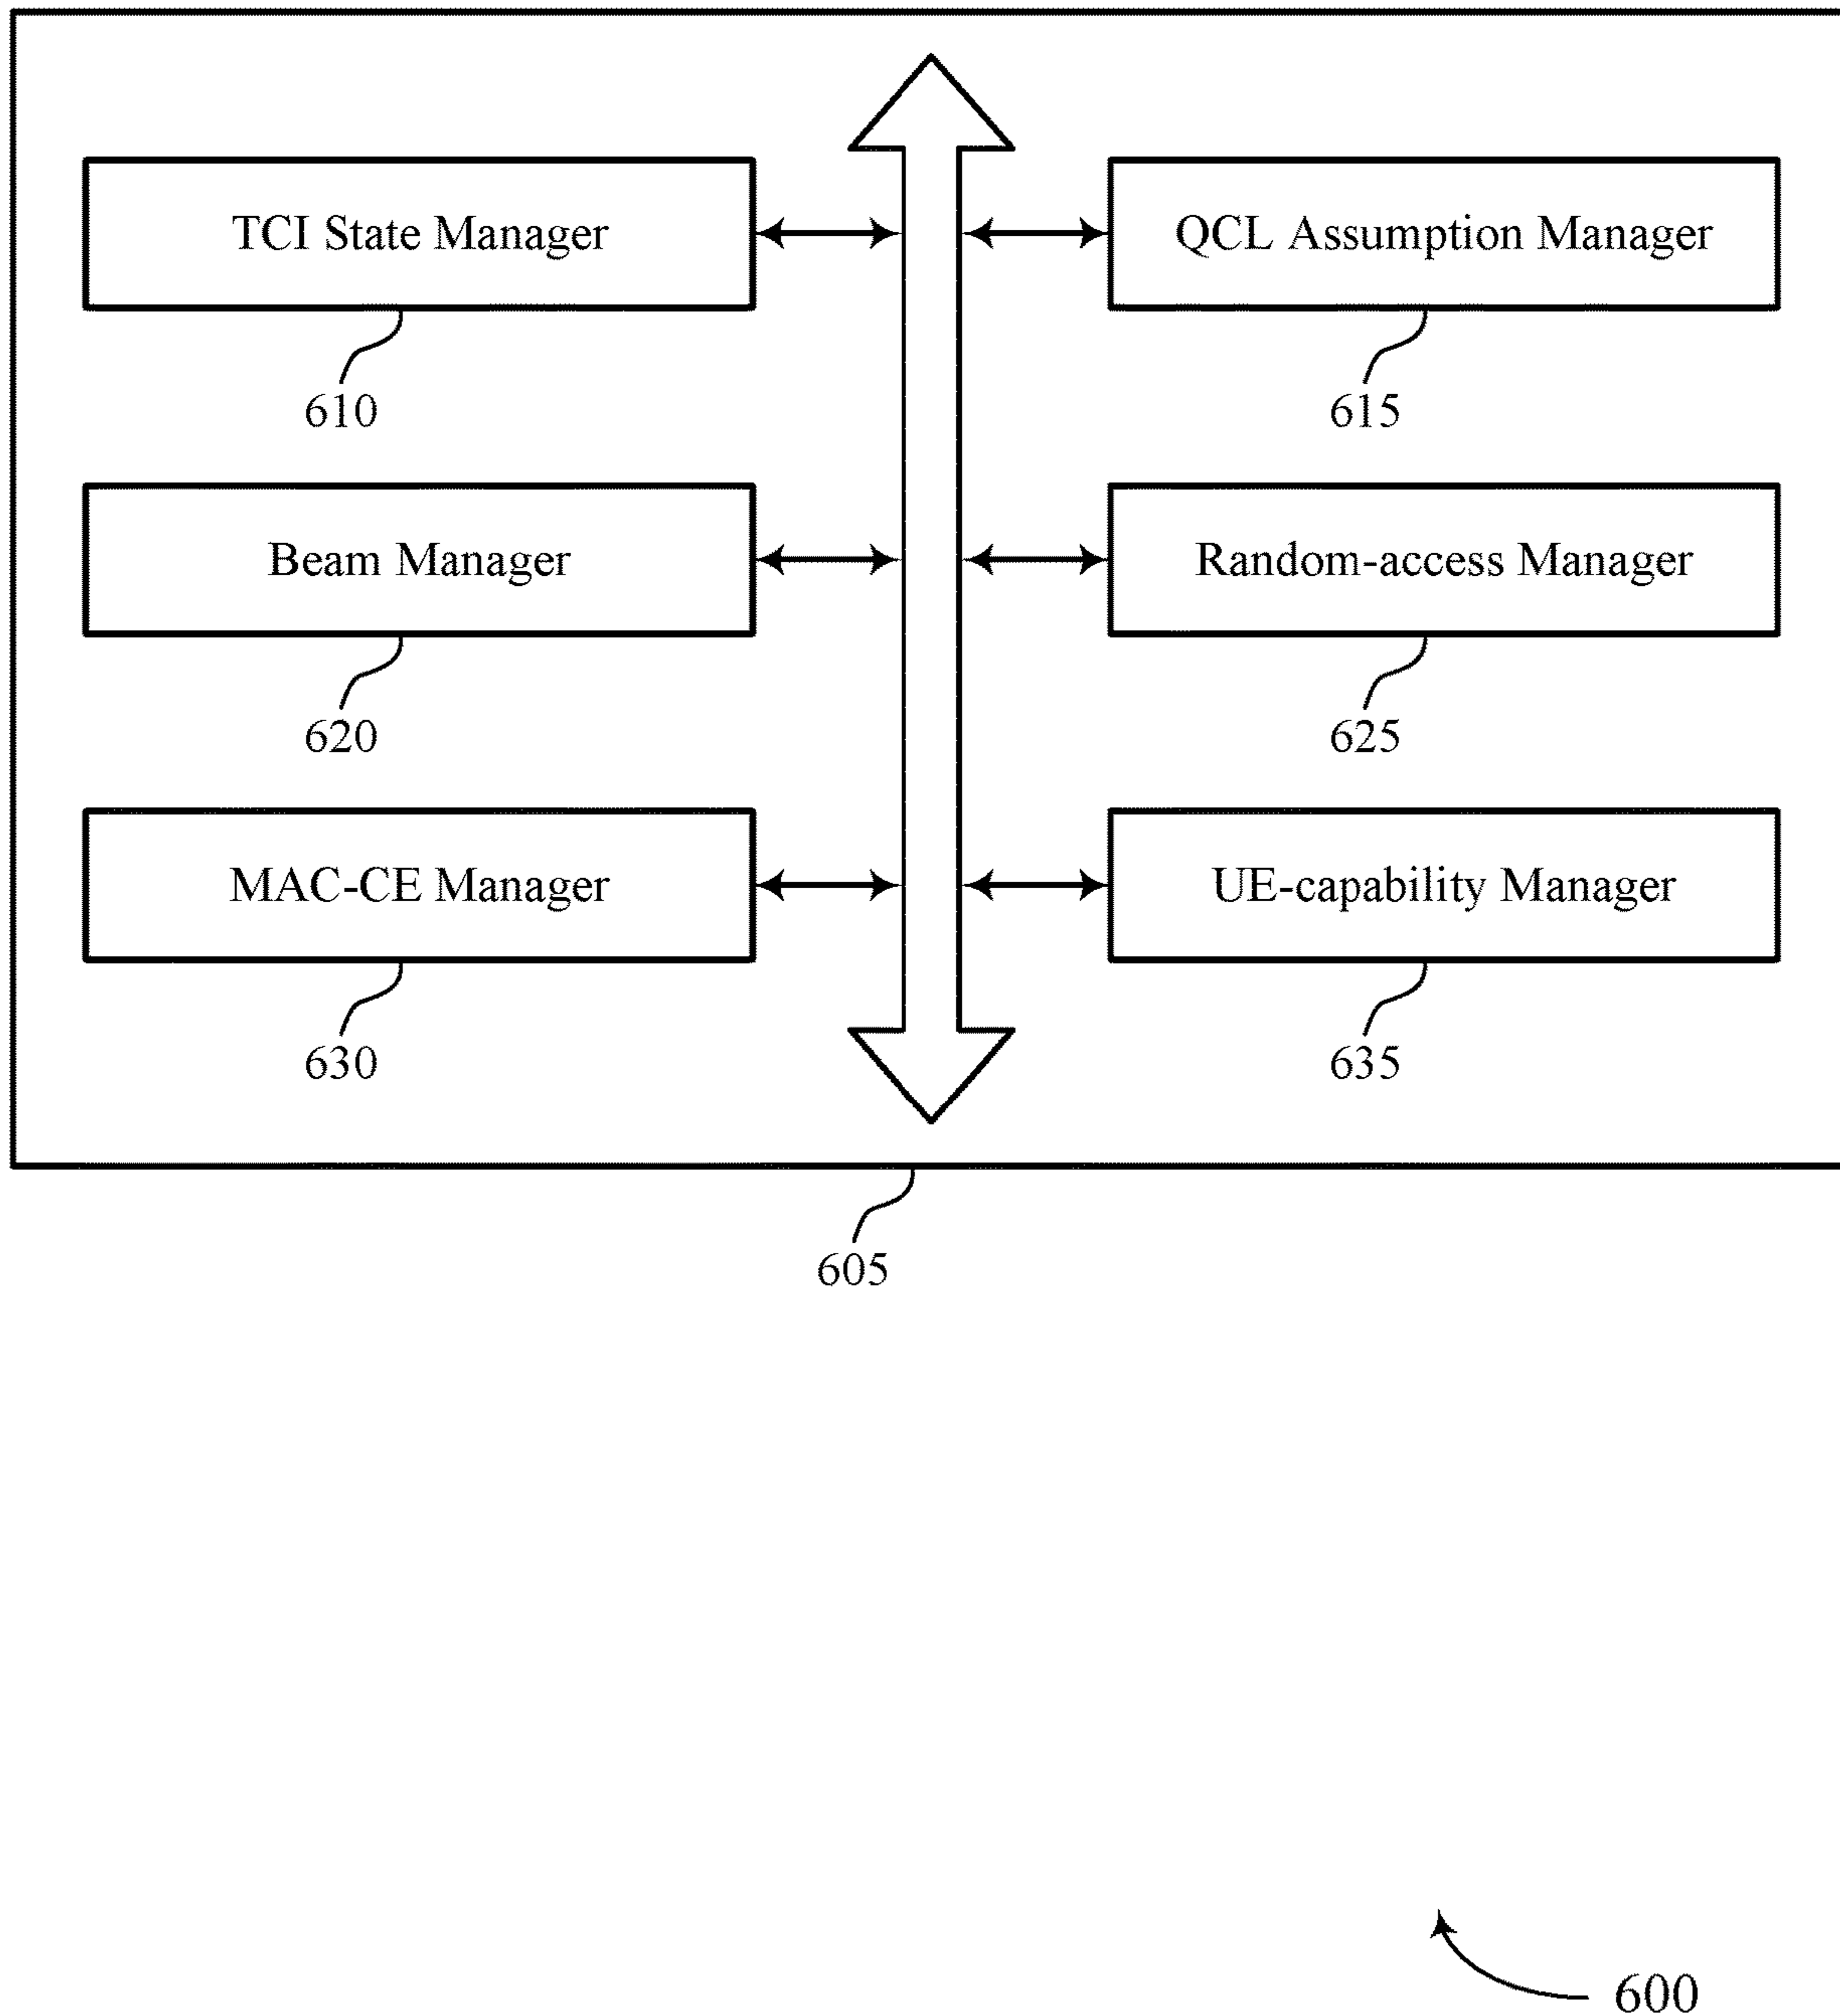 TCI State Manager
QCL Assumption Manager
610
615
Beam Manager
Random-access Manager
620
625
MAC-CE Manager
UE-capability Manager
630
635
605
600